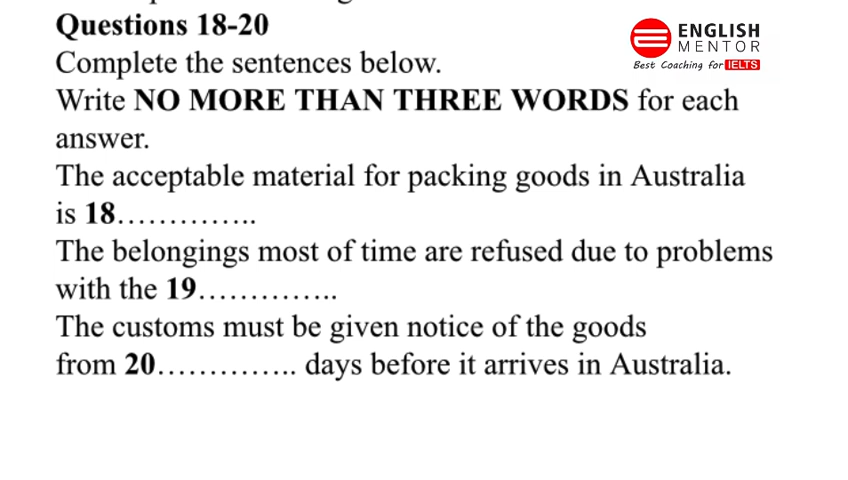 Questions 18-20
ENGLISH
MENTOR
Best Coaching for IELTS
Complete the sentences below.
Write NO MORE THAN THREE WORDS for each
answer.
The acceptable material for packing goods in Australia
is 18…………..
The belongings most of time are refused due to problems
with the 19…………..
The customs must be given notice of the goods
from 20………….. days before it arrives in Australia.